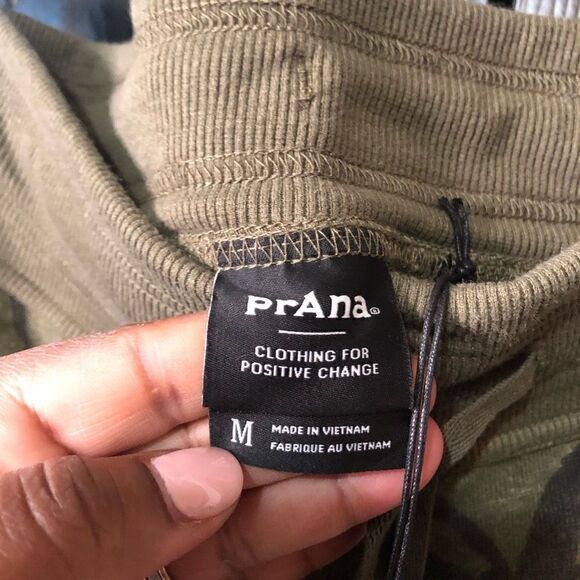 prAna®
CLOTHING FOR
POSITIVE CHANGE
M
MADE IN VIETNAM
FABRIQUE AU VIETNAM